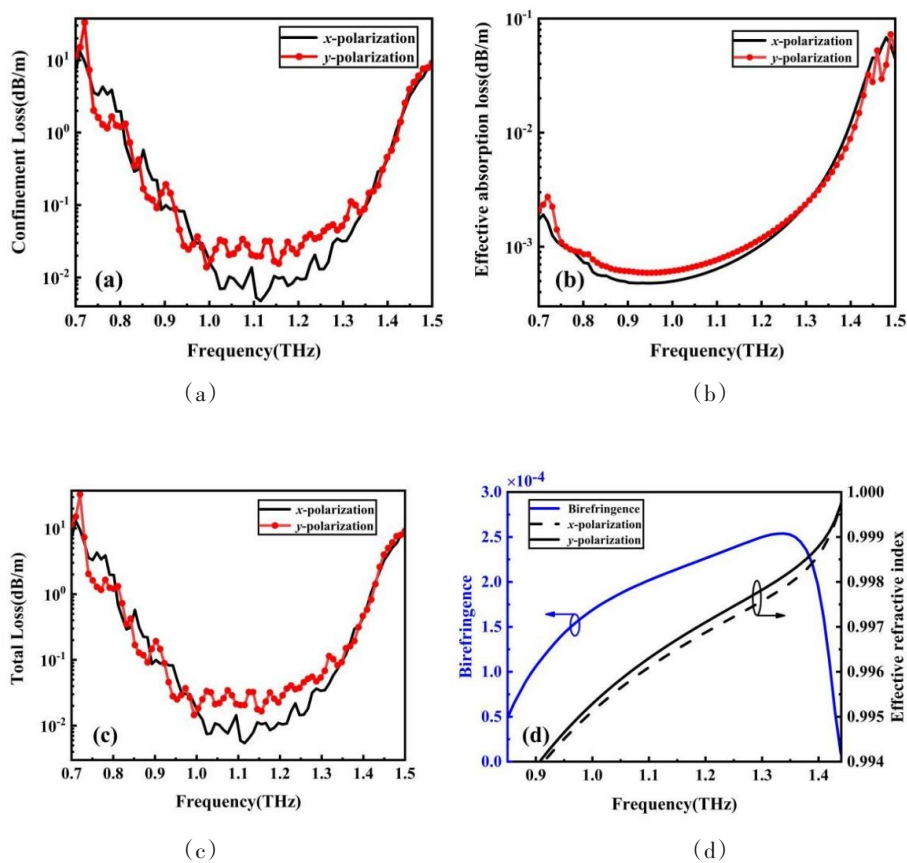 Confinement Loss(dB/m)
10^1
10^0
10^-1
10^-2
x-polarization
y-polarization
(a)
0.7 0.8 0.9 1.0 1.1 1.2 1.3 1.4 1.5
Frequency(THz)
(a)
Effective absorption loss(dB/m)
10^-1
10^-2
10^-3
x-polarization
y-polarization
(b)
0.7 0.8 0.9 1.0 1.1 1.2 1.3 1.4 1.5
Frequency(THz)
(b)
Total Loss(dB/m)
10^1
10^0
10^-1
10^-2
x-polarization
y-polarization
(c)
0.7 0.8 0.9 1.0 1.1 1.2 1.3 1.4 1.5
Frequency(THz)
(c)
×10^-4
Birefringence
3.0
2.5
2.0
1.5
1.0
0.5
0.0
Birefringence
x-polarization
y-polarization
(d)
1.000
0.999
0.998
0.997
0.996
0.995
0.994
Effective refractive index
0.9 1.0 1.1 1.2 1.3 1.4
Frequency(THz)
(d)